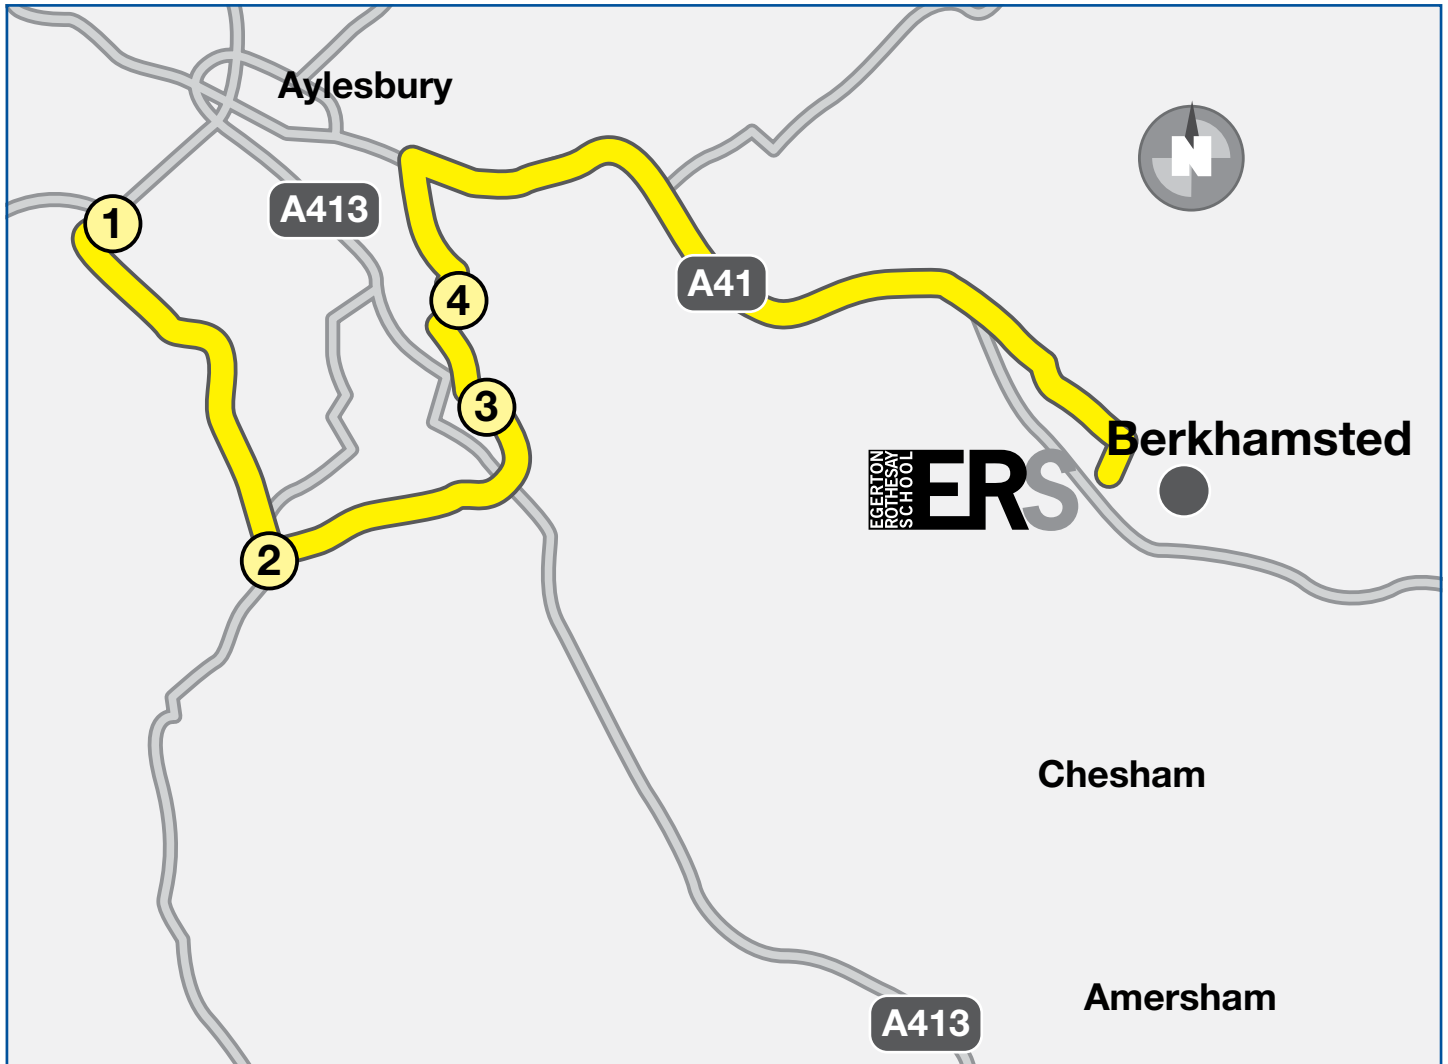 Aylesbury
N
1
A413
A41
4
3
Berkhamsted
EGERTON
ROTHESAY
SCHOOL
ERS
2
Chesham
Amersham
A413